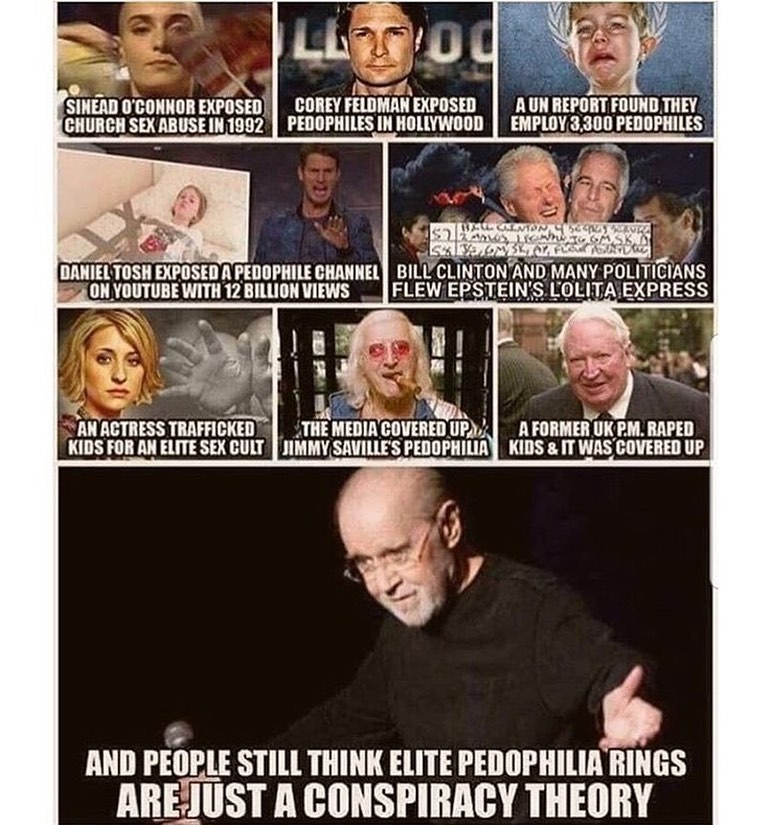 SINEAD O'CONNOR EXPOSED
CHURCH SEX ABUSE IN 1992
COREY FELDMAN EXPOSED
PEDOPHILES IN HOLLYWOOD
A UN REPORT FOUND THEY
EMPLOY 3,300 PEDOPHILES
DANIEL TOSH EXPOSED A PEDOPHILE CHANNEL
ON YOUTUBE WITH 12 BILLION VIEWS
BILL CLINTON AND MANY POLITICIANS
FLEW EPSTEIN'S LOLITA EXPRESS
AN ACTRESS TRAFFICKED
KIDS FOR AN ELITE SEX CULT
THE MEDIA COVERED UP
JIMMY SAVILLE'S PEDOPHILIA
A FORMER UK P.M. RAPED
KIDS & IT WAS COVERED UP
AND PEOPLE STILL THINK ELITE PEDOPHILIA RINGS
ARE JUST A CONSPIRACY THEORY